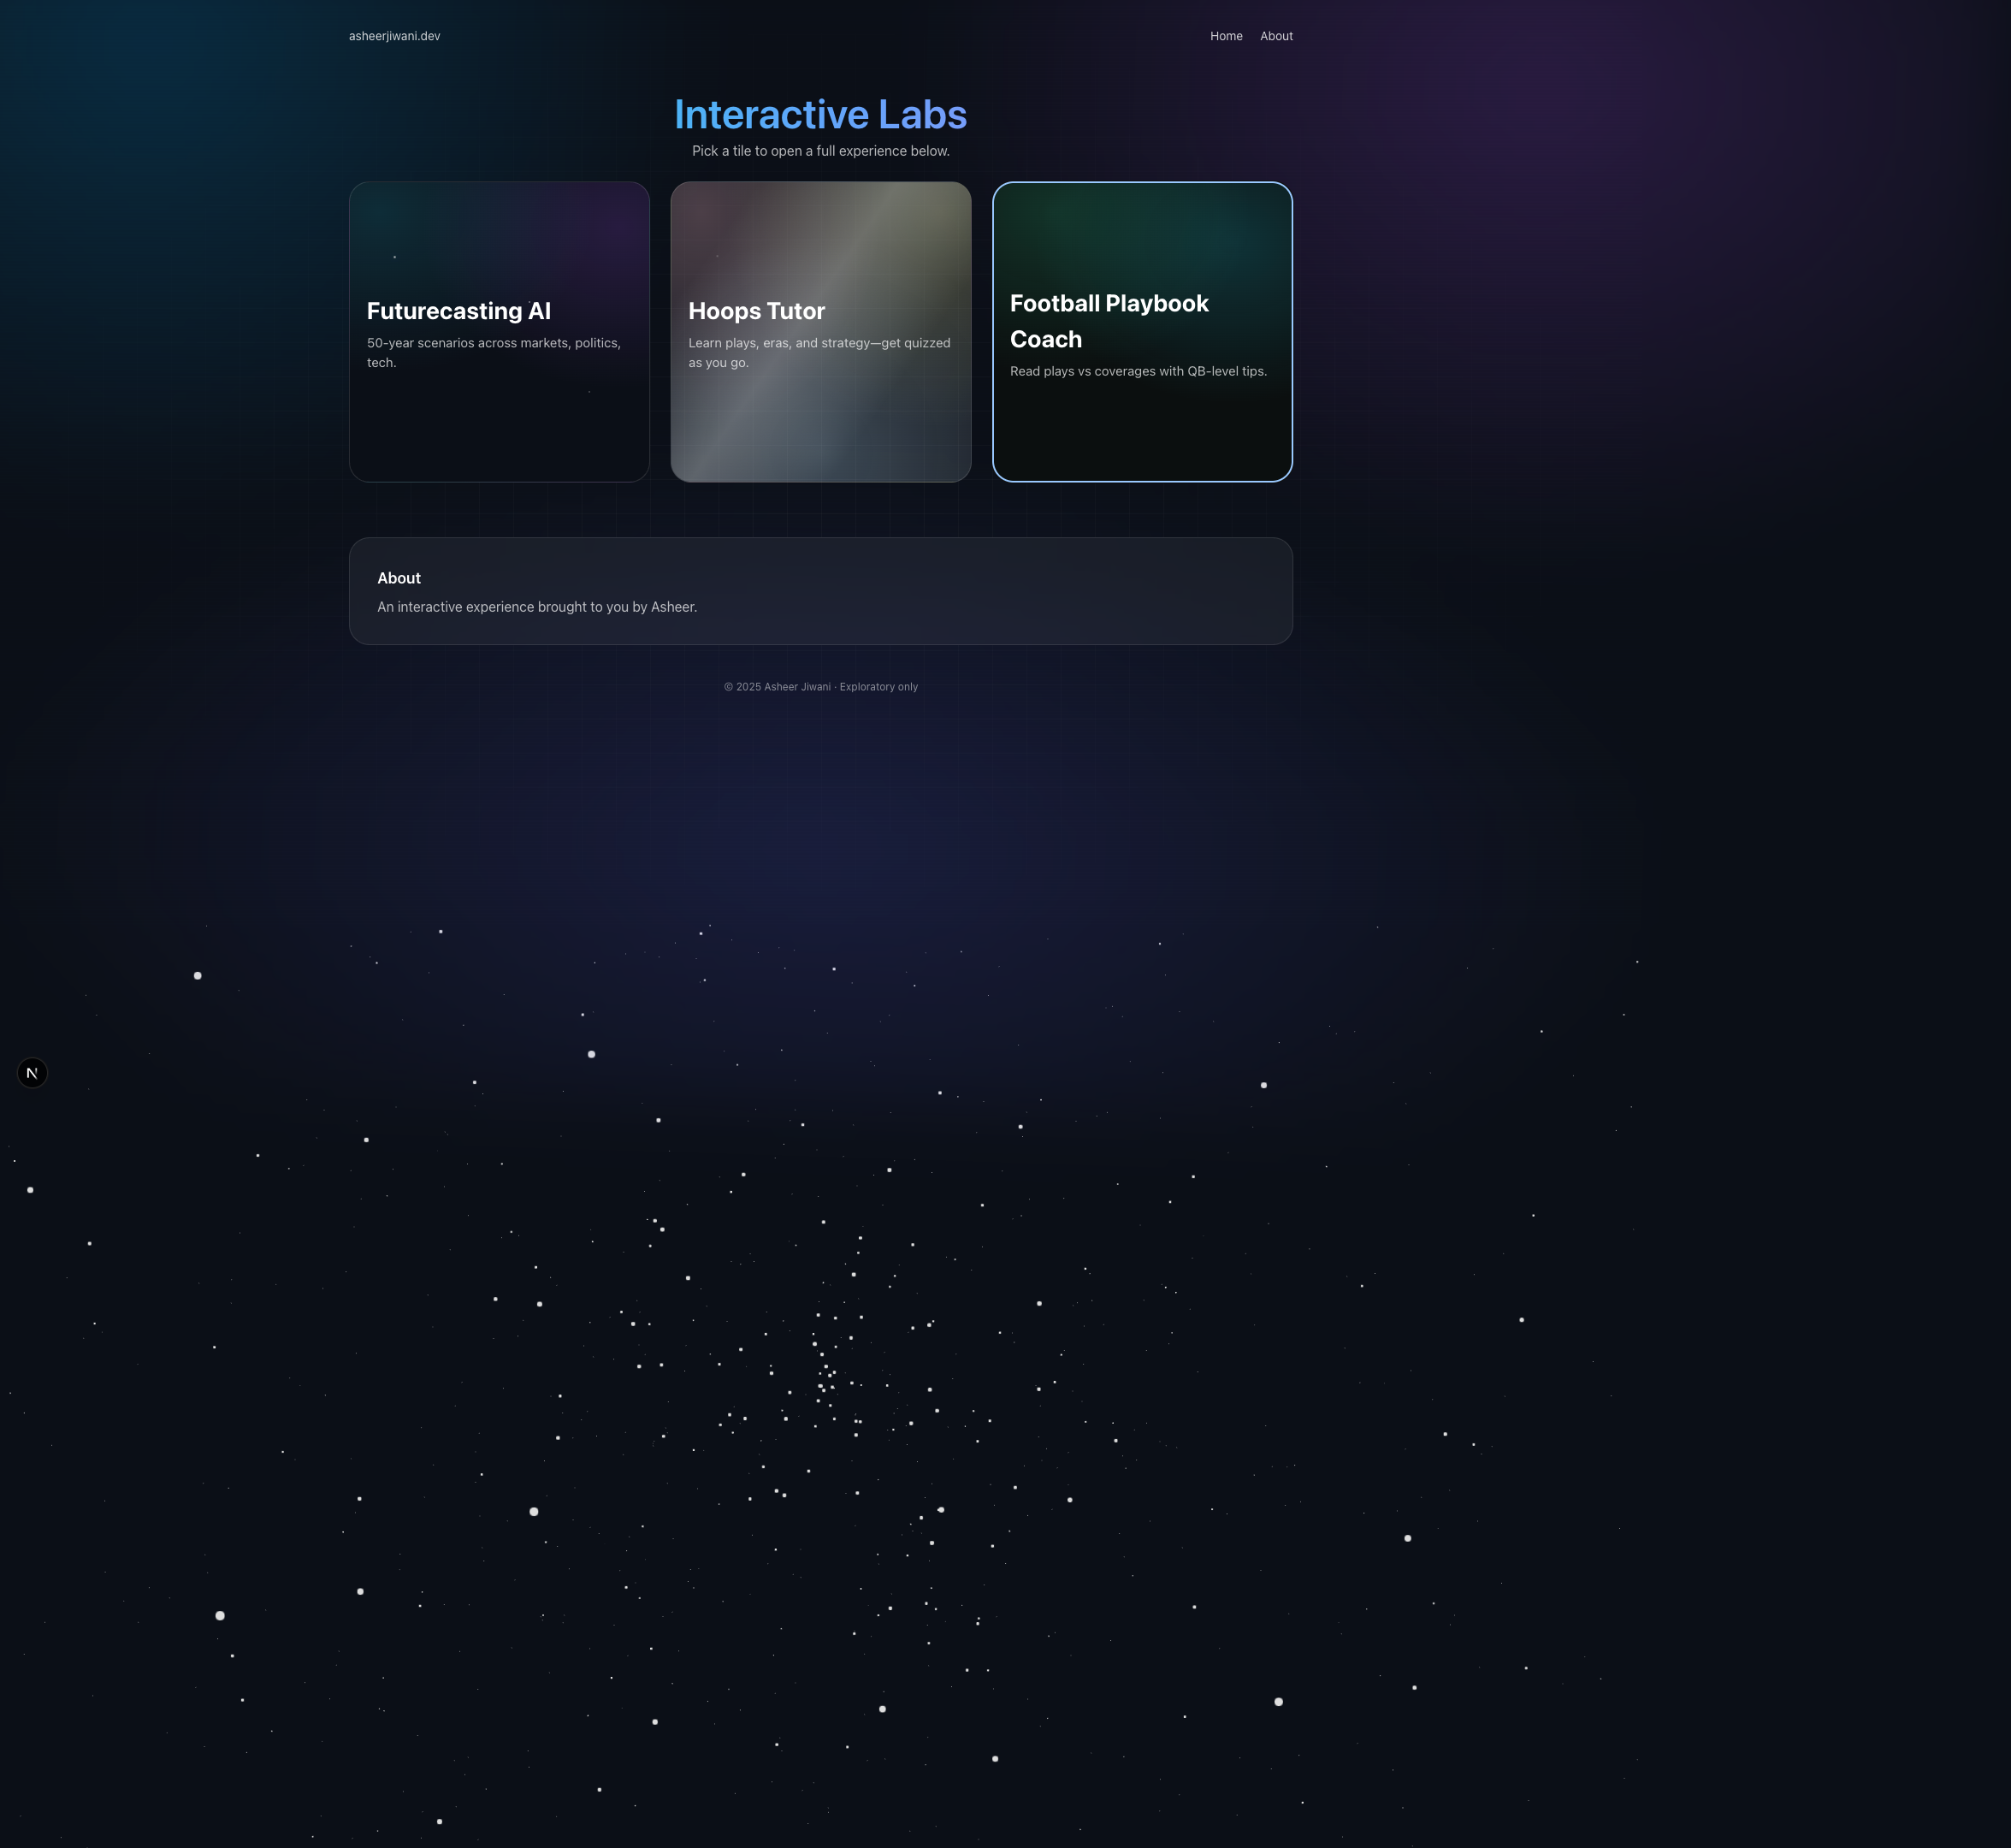 asheerjiwani.dev
Home About
Interactive Labs
Pick a tile to open a full experience below.
Futurecasting AI
50-year scenarios across markets, politics,
tech.
Hoops Tutor
Learn plays, eras, and strategy—get quizzed
as you go.
Football Playbook
Coach
Read plays vs coverages with QB-level tips.
About
An interactive experience brought to you by Asheer.
© 2025 Asheer Jiwani · Exploratory only
N